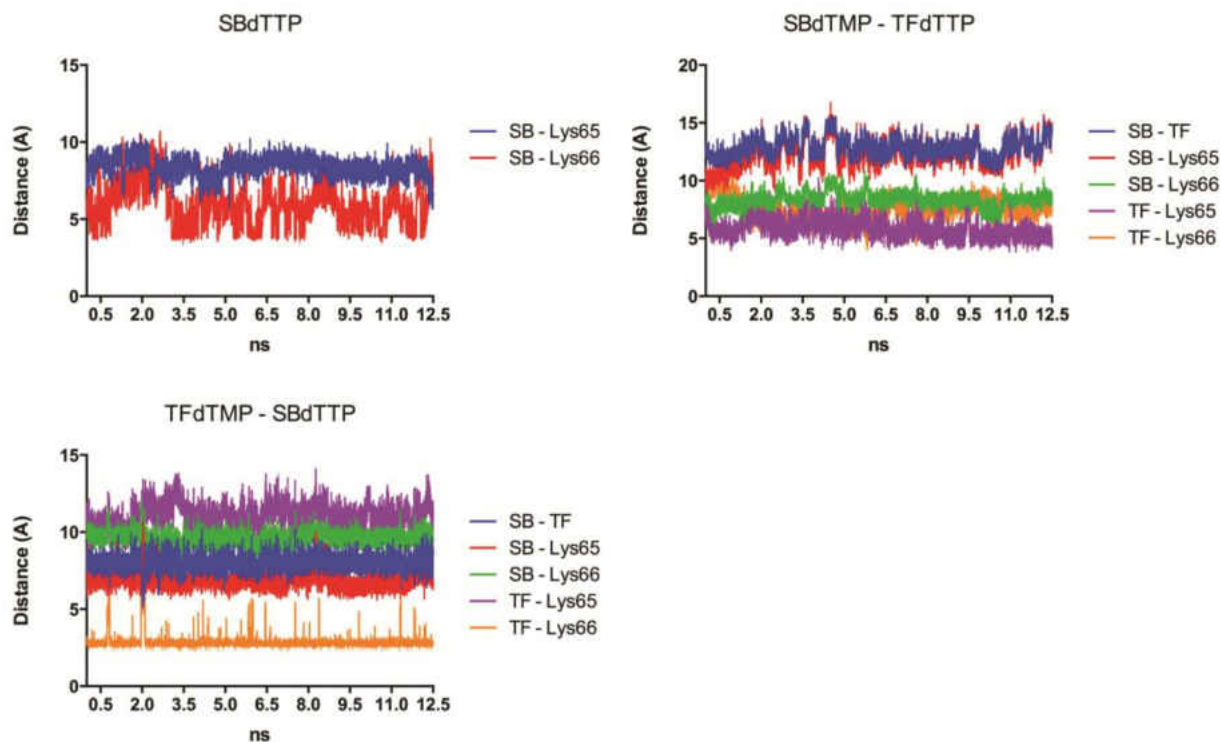 SBdTTP
15
10
5
0
Distance (A)
0.5 2.0 3.5 5.0 6.5 8.0 9.5 11.0 12.5
ns
SB - Lys65
SB - Lys66
SBdTMP - TFdTTP
20
15
10
5
0
Distance (A)
0.5 2.0 3.5 5.0 6.5 8.0 9.5 11.0 12.5
ns
SB - TF
SB - Lys65
SB - Lys66
TF - Lys65
TF - Lys66
TFdTMP - SBdTTP
15
10
5
0
Distance (A)
0.5 2.0 3.5 5.0 6.5 8.0 9.5 11.0 12.5
ns
SB - TF
SB - Lys65
SB - Lys66
TF - Lys65
TF - Lys66